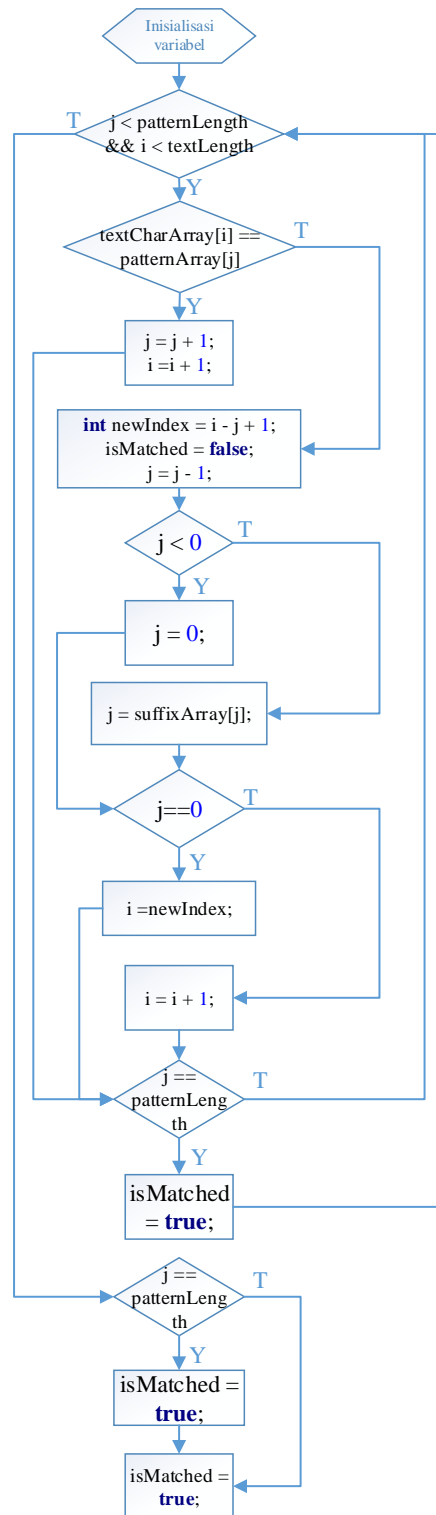 Inisialisasi
variabel
j < patternLength
&& i < textLength
T
Y
textCharArray[i] ==
patternArray[j]
T
Y
j = j + 1;
i =i + 1;
int newIndex = i - j + 1;
isMatched = false;
j = j - 1;
j < 0
T
Y
j = 0;
j = suffixArray[j];
j==0
T
Y
i =newIndex;
i = i + 1;
j ==
patternLeng
th
T
Y
isMatched
= true;
j ==
patternLeng
th
T
Y
isMatched =
true;
isMatched =
true;